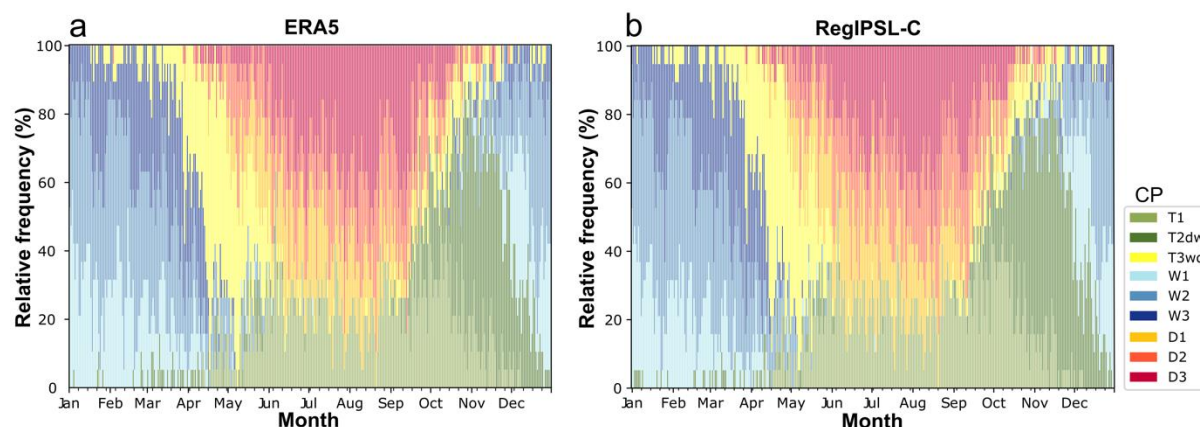 a
ERA5
b
RegIPSL-C
Relative frequency (%)
100
80
60
40
20
0
Jan Feb Mar Apr May Jun Jul Aug Sep Oct Nov Dec
Month
Relative frequency (%)
100
80
60
40
20
0
Jan Feb Mar Apr May Jun Jul Aug Sep Oct Nov Dec
Month
CP
T1
T2dw
T3wd
W1
W2
W3
D1
D2
D3